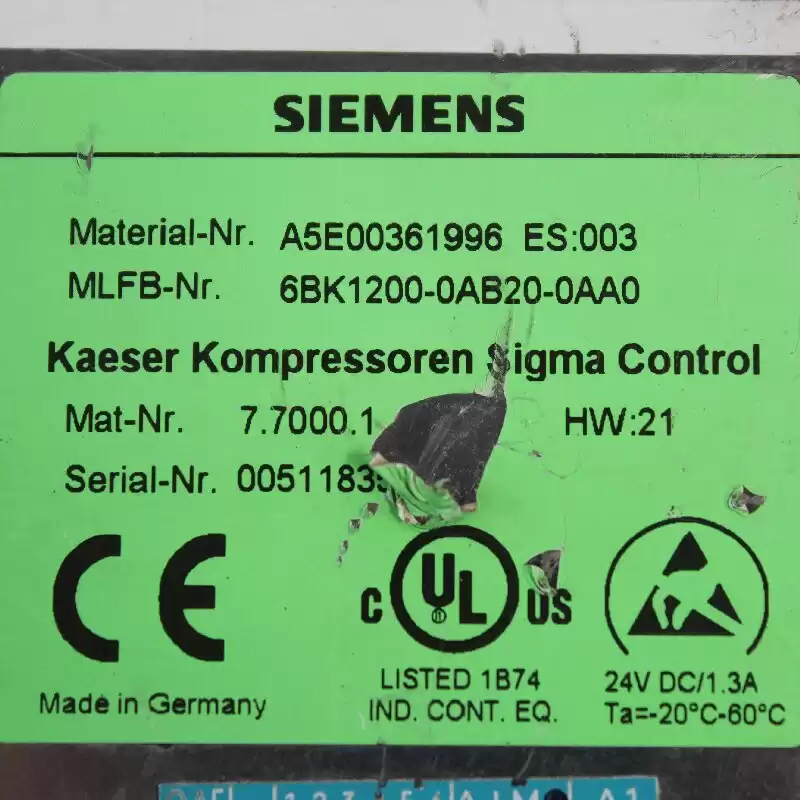 SIEMENS
Material-Nr. A5E00361996 ES:003
MLFB-Nr. 6BK1200-0AB20-0AA0
Kaeser Kompressoren Sigma Control
Mat-Nr. 7.7000.1 HW:21
Serial-Nr. 0051183
CE
C UL US
LISTED 1B74 24V DC/1.3A
Made in Germany IND. CONT. EQ. Ta=-20°C-60°C